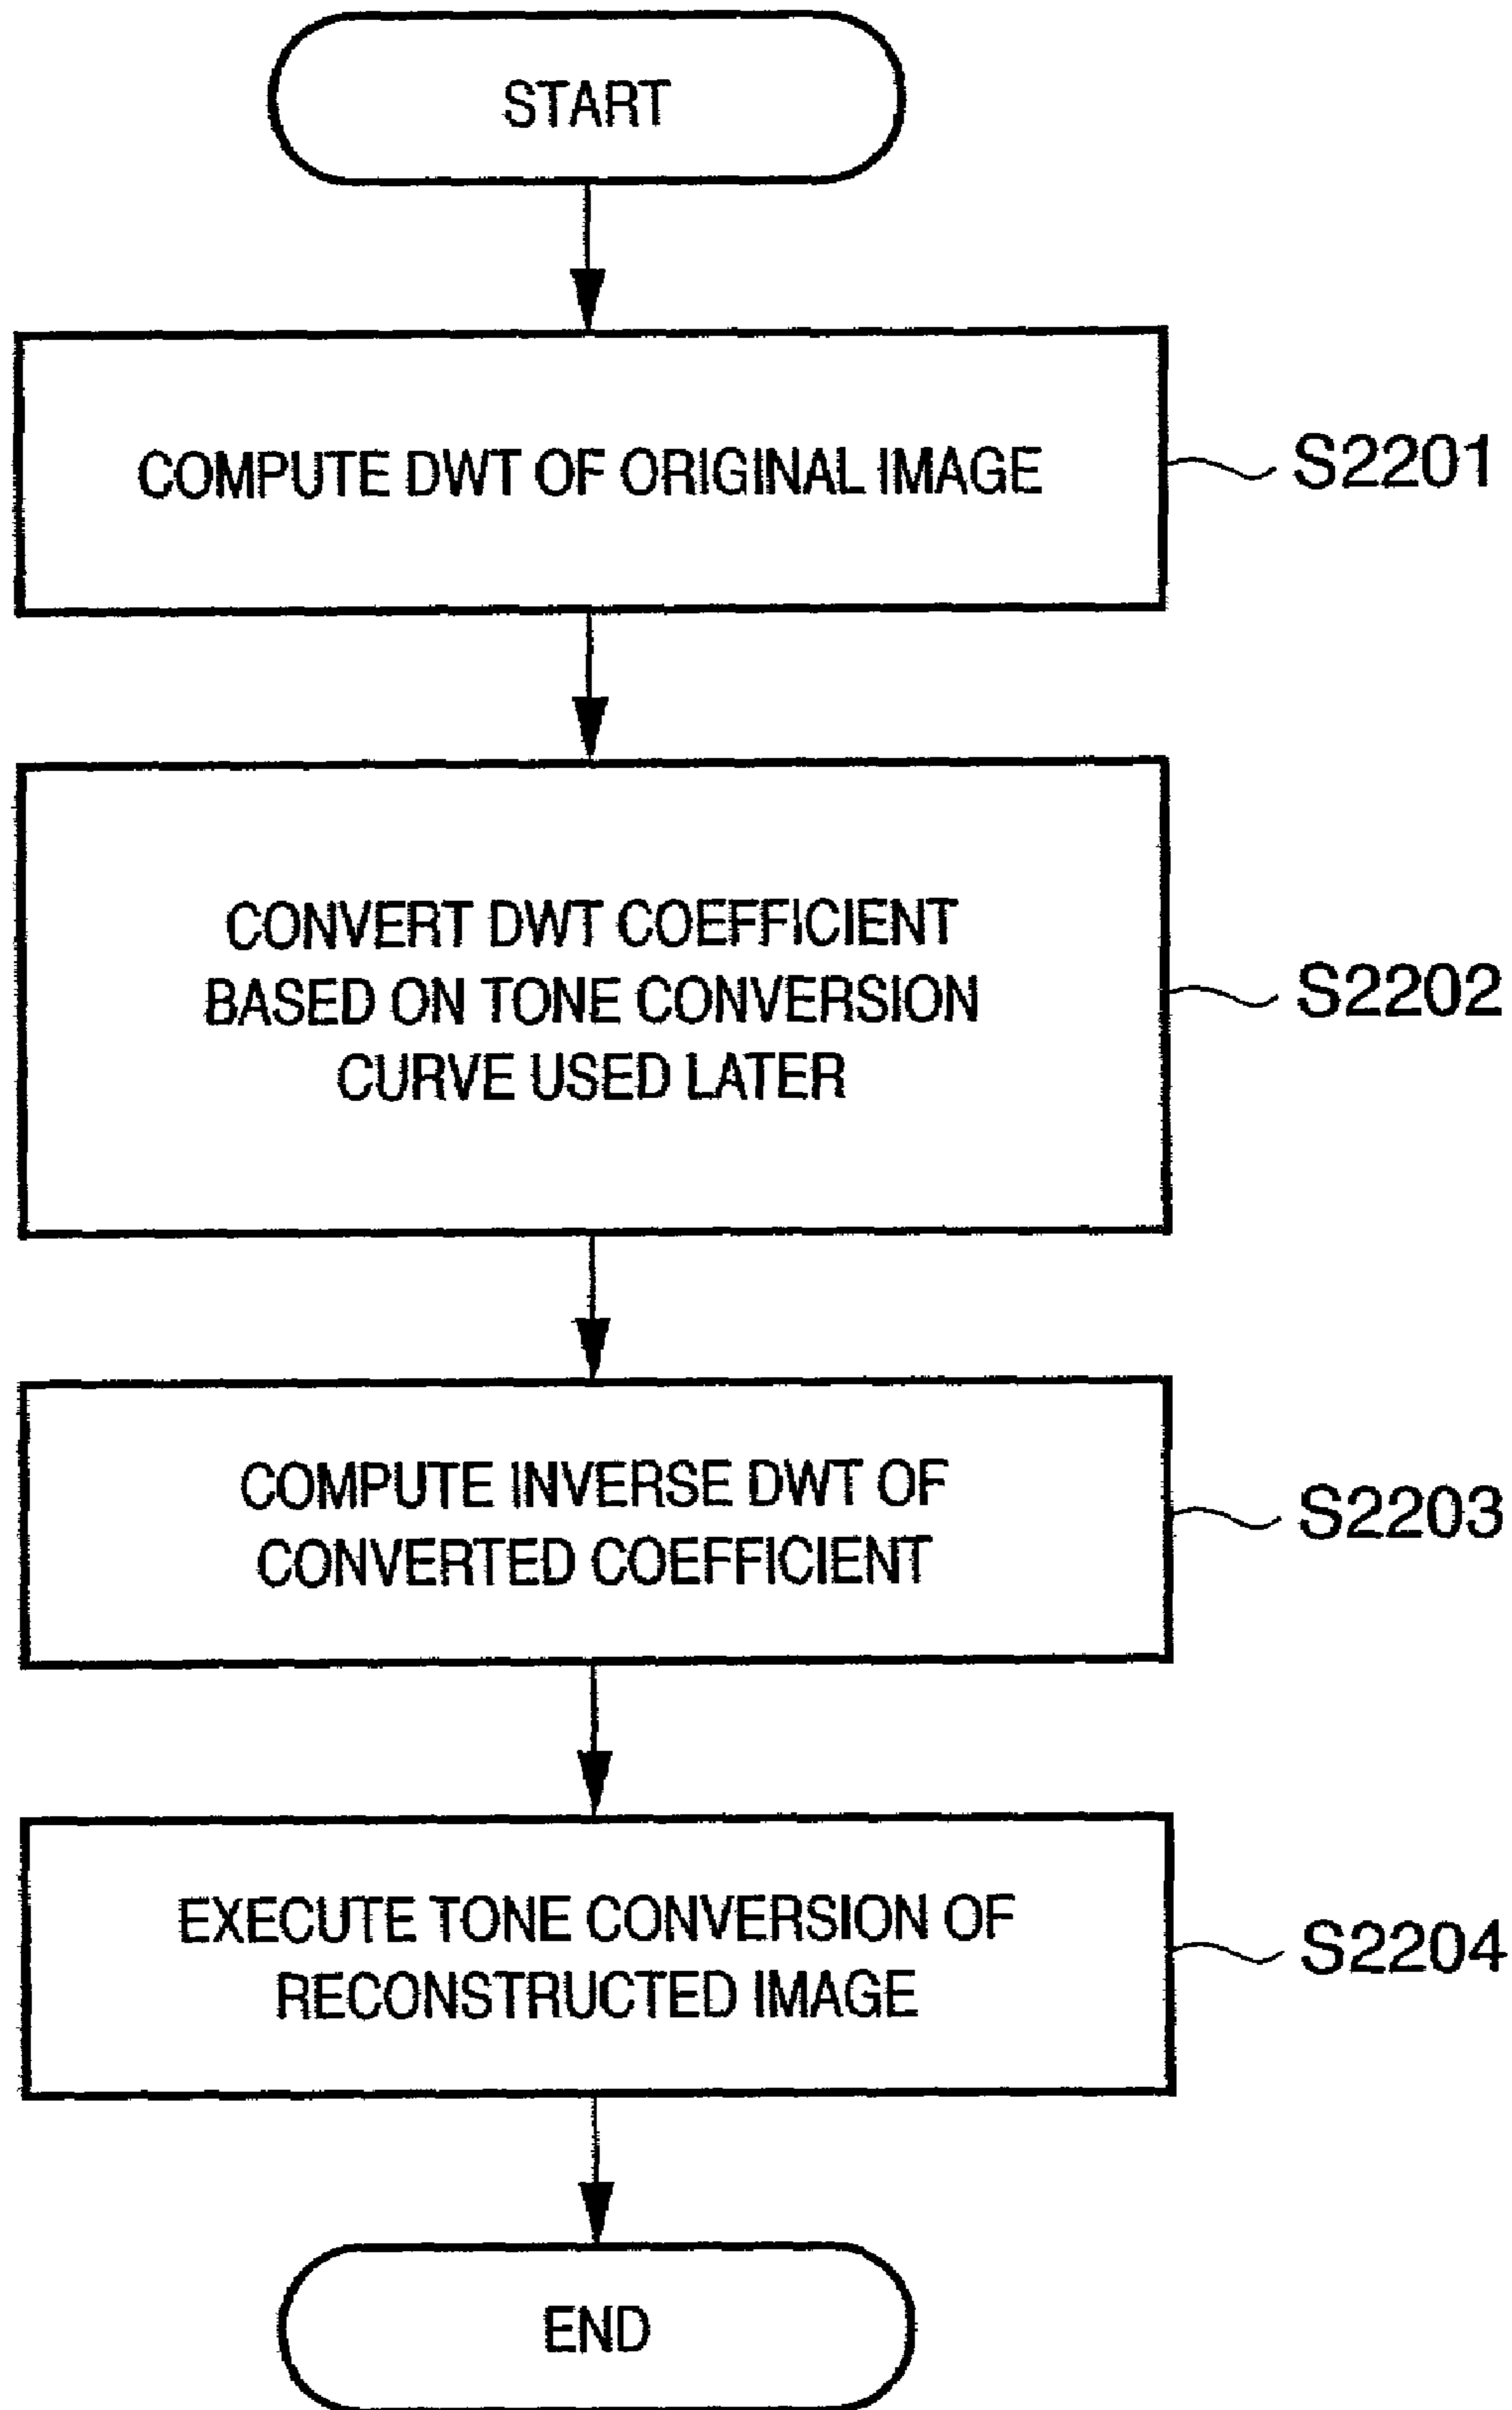 START
COMPUTE DWT OF ORIGINAL IMAGE
S2201
CONVERT DWT COEFFICIENT
BASED ON TONE CONVERSION
CURVE USED LATER
S2202
COMPUTE INVERSE DWT OF
CONVERTED COEFFICIENT
S2203
EXECUTE TONE CONVERSION OF
RECONSTRUCTED IMAGE
S2204
END